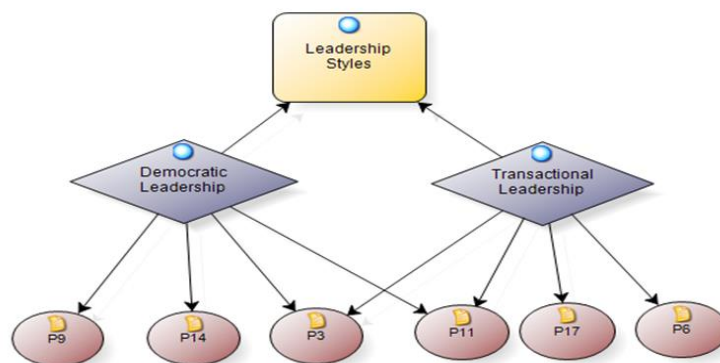 Leadership
Styles
Democratic
Leadership
Transactional
Leadership
P9
P14
P3
P11
P17
P6